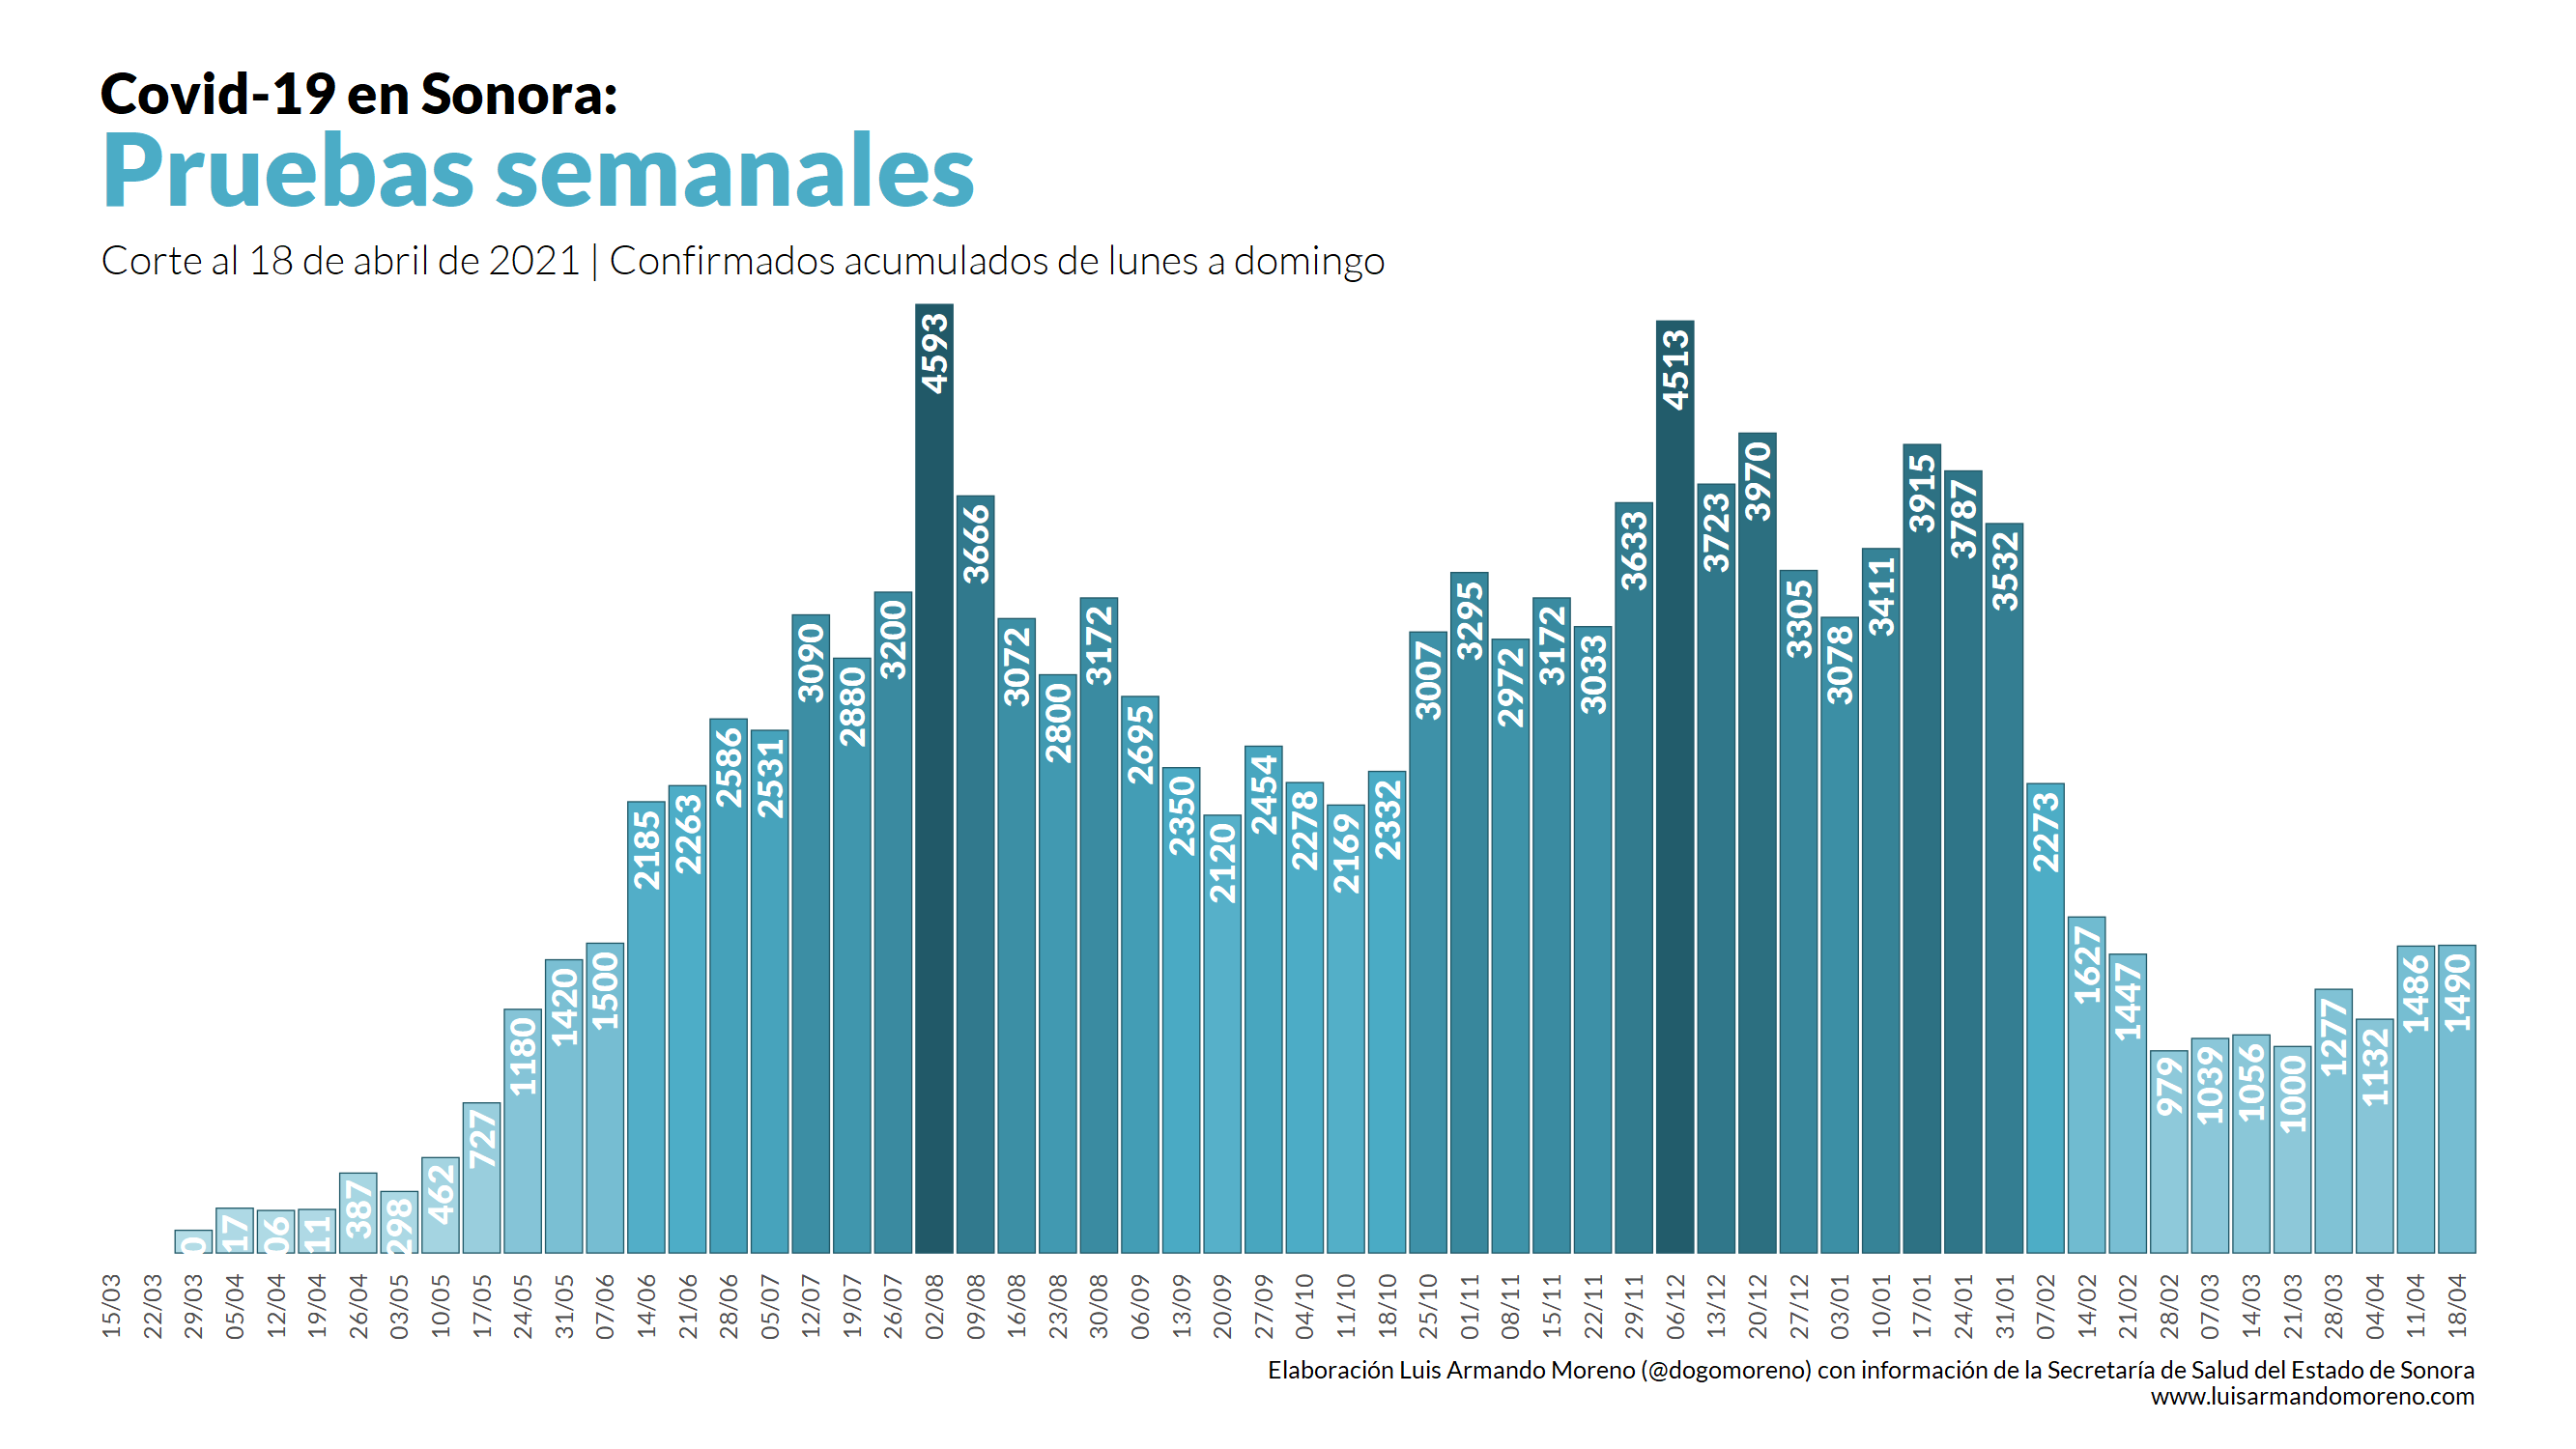 Covid-19 en Sonora:
Pruebas semanales
Corte al 18 de abril de 2021 | Confirmados acumulados de lunes a domingo
0 17 06 11 387 298 462 727 1180 1420 1500 2185 2263 2586 2531 3090 2880 3200 4593 3666 3072 2800 3172 2695 2350 2120 2454 2278 2169 2332 3007 3295 2972 3172 3033 3633 4513 3723 3970 3305 3078 3411 3915 3787 3532 2273 1627 1447 979 1039 1056 1000 1277 1132 1486 1490
15/03 22/03 29/03 05/04 12/04 19/04 26/04 03/05 10/05 17/05 24/05 31/05 07/06 14/06 21/06 28/06 05/07 12/07 19/07 26/07 02/08 09/08 16/08 23/08 30/08 06/09 13/09 20/09 27/09 04/10 11/10 18/10 25/10 01/11 08/11 15/11 22/11 29/11 06/12 13/12 20/12 27/12 03/01 10/01 17/01 24/01 31/01 07/02 14/02 21/02 28/02 07/03 14/03 21/03 28/03 04/04 11/04 18/04
Elaboración Luis Armando Moreno (@dogomoreno) con información de la Secretaría de Salud del Estado de Sonora
www.luisarmandomoreno.com